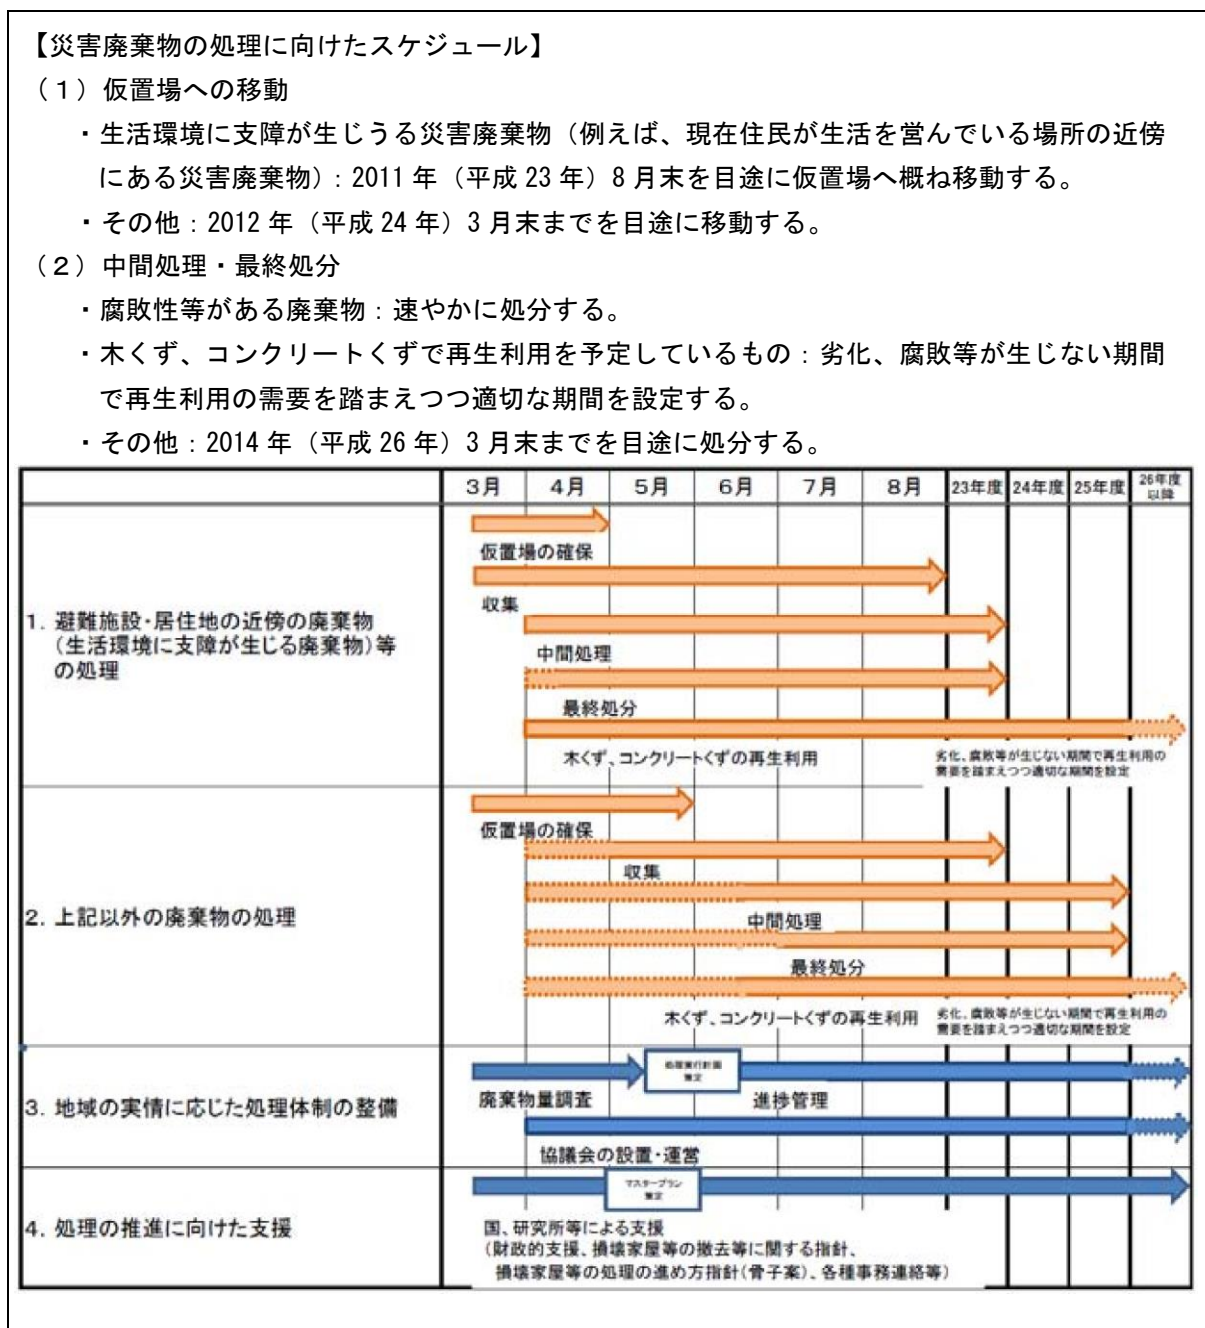 【災害廃棄物の処理に向けたスケジュール】
（１）仮置場への移動
・生活環境に支障が生じうる災害廃棄物（例えば、現在住民が生活を営んでいる場所の近傍
にある災害廃棄物）：2011 年（平成 23 年）8 月末を目途に仮置場へ概ね移動する。
・その他：2012 年（平成 24 年）3 月末までを目途に移動する。
（２）中間処理・最終処分
・腐敗性等がある廃棄物：速やかに処分する。
・木くず、コンクリートくずで再生利用を予定しているもの：劣化、腐敗等が生じない期間
で再生利用の需要を踏まえつつ適切な期間を設定する。
・その他：2014 年（平成 26 年）3 月末までを目途に処分する。
3月 4月 5月 6月 7月 8月 23年度 24年度 25年度 26年度
以降
1. 避難施設・居住地の近傍の廃棄物
（生活環境に支障が生じる廃棄物）等
の処理
仮置場の確保
収集
中間処理
最終処分
木くず、コンクリートくずの再生利用
劣化、腐敗等が生じない期間で再生利用の
需要を踏まえつつ適切な期間を設定
2. 上記以外の廃棄物の処理
仮置場の確保
収集
中間処理
最終処分
木くず、コンクリートくずの再生利用
劣化、腐敗等が生じない期間で再生利用の
需要を踏まえつつ適切な期間を設定
3. 地域の実情に応じた処理体制の整備
処理実行計画
策定
廃棄物量調査
進捗管理
協議会の設置・運営
4. 処理の推進に向けた支援
マスタープラン
策定
国、研究所等による支援
（財政的支援、損壊家屋等の撤去等に関する指針、
損壊家屋等の処理の進め方指針（骨子案）、各種事務連絡等）